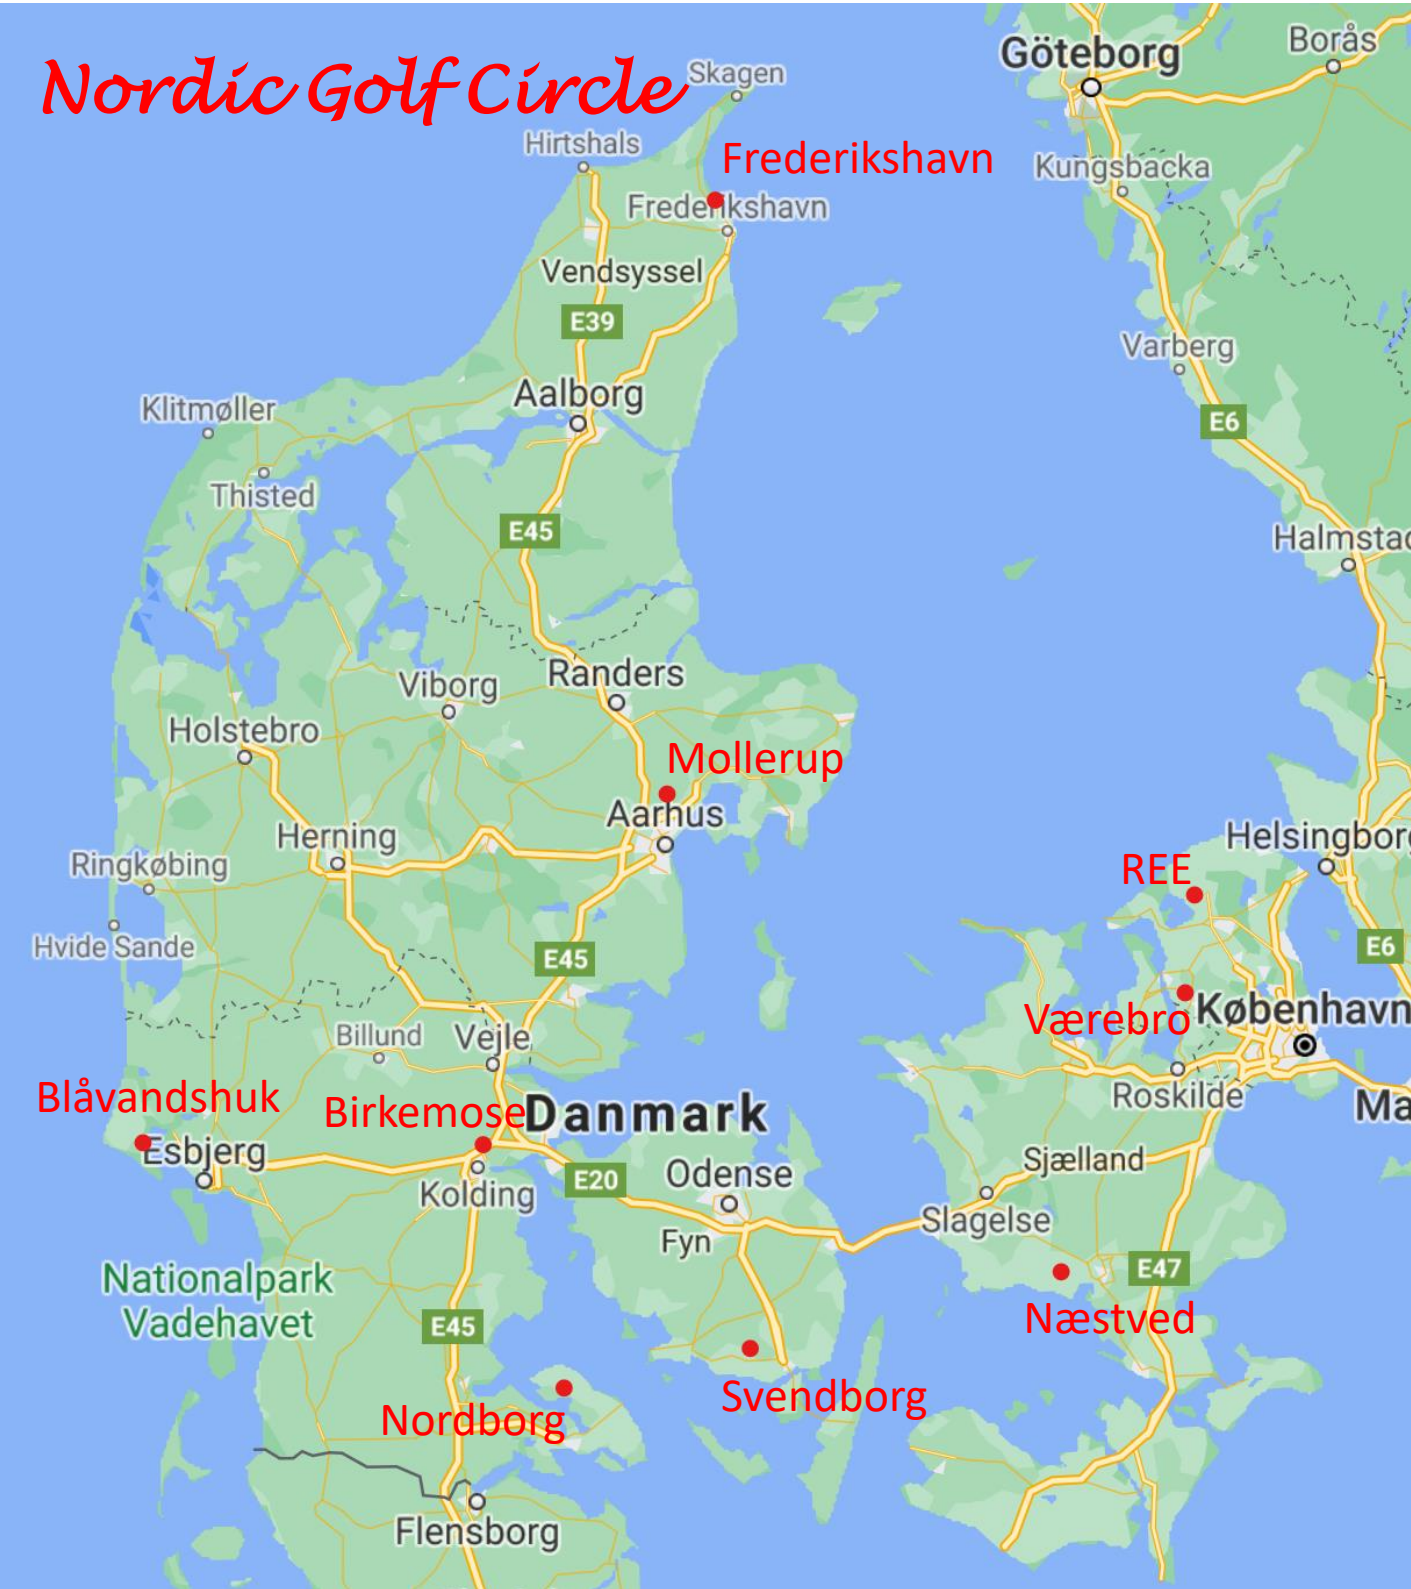 Nordic Golf Circle
Skagen
Göteborg
Borås
Hirtshals
Frederikshavn
Kungsbacka
Frederikshavn
Vendsyssel
E39
Varberg
Aalborg
Klitmøller
E6
Thisted
E45
Halmstad
Randers
Viborg
Holstebro
Mollerup
Aarhus
Herning
Helsingborg
Ringkøbing
REE
Hvide Sande
E45
E6
Værebro
København
Billund
Vejle
Roskilde
Blåvandshuk
Birkemose
Danmark
Ma
Esbjerg
E20
Odense
Sjælland
Kolding
Slagelse
Fyn
Nationalpark
Vadehavet
E47
E45
Næstved
Svendborg
Nordborg
Flensborg